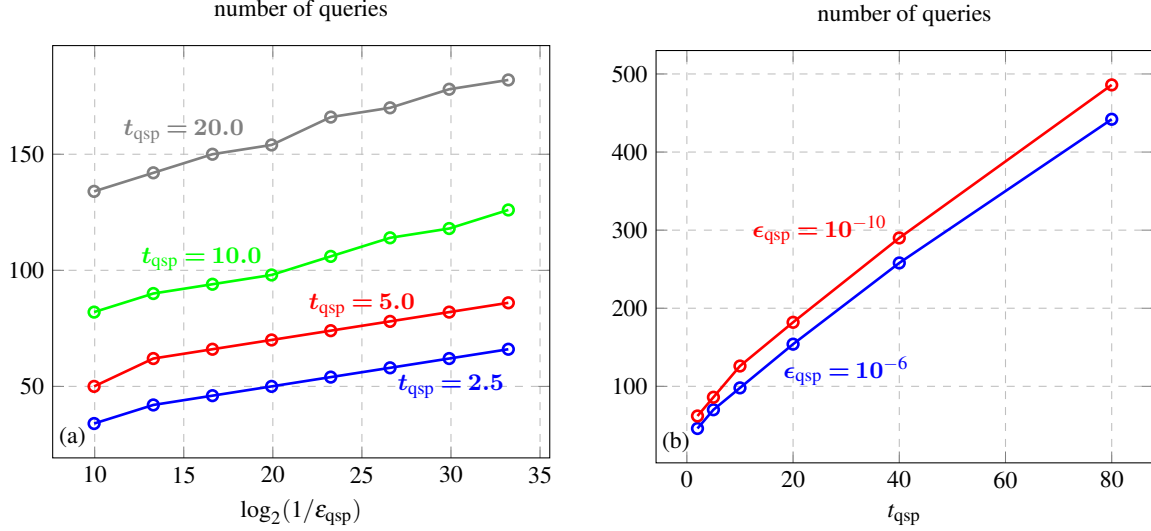 number of queries
150
100
50
10
15
20
25
30
35
log₂(1/ε_qsp)
t_qsp = 20.0
t_qsp = 10.0
t_qsp = 5.0
t_qsp = 2.5
(a)
number of queries
500
400
300
200
100
0
20
40
60
80
t_qsp
ϵ_qsp = 10⁻¹⁰
ϵ_qsp = 10⁻⁶
(b)